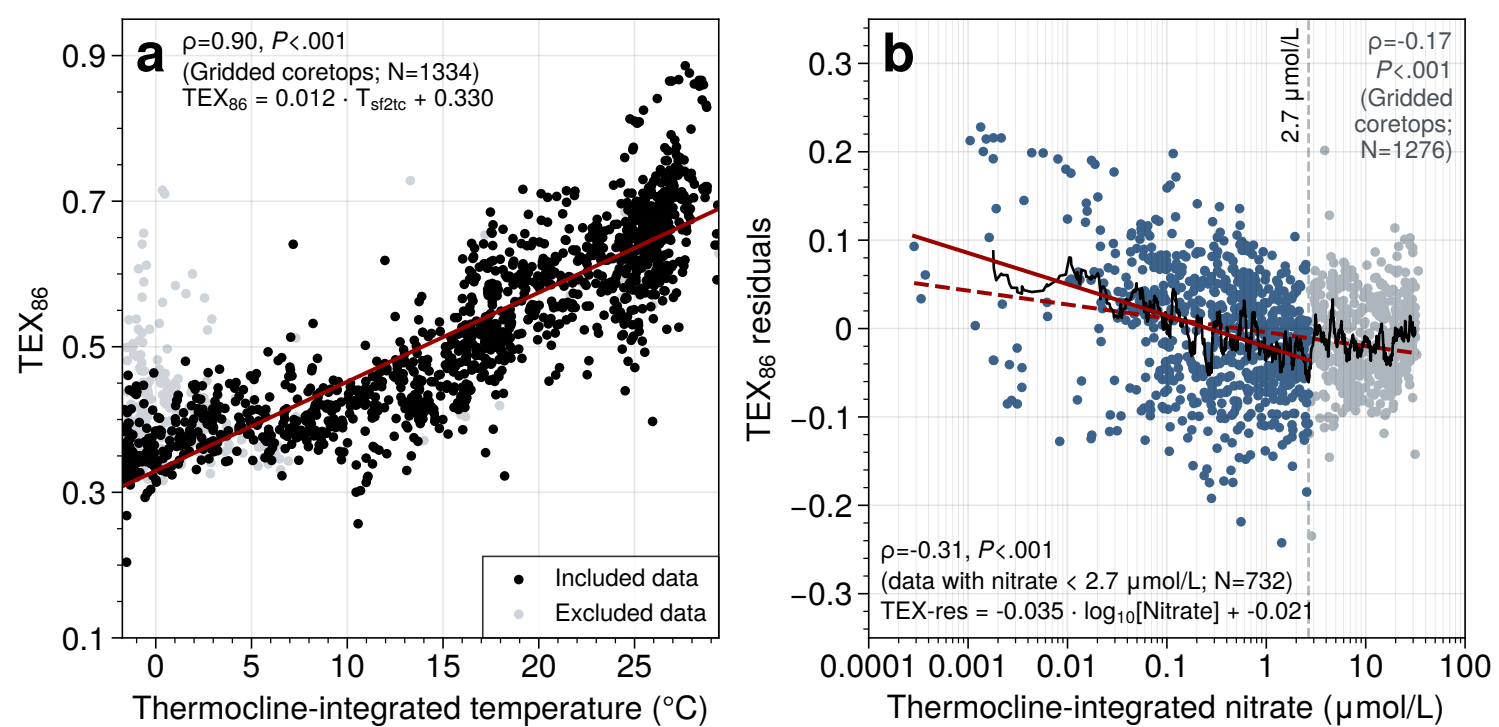 a
ρ=0.90, P<.001
(Gridded coretops; N=1334)
TEX₈₆ = 0.012 · Tsf2tc + 0.330
0.9
0.7
0.5
0.3
0.1
TEX₈₆
Included data
Excluded data
0
5
10
15
20
25
Thermocline-integrated temperature (°C)
b
2.7 μmol/L
ρ=-0.17
P<.001
(Gridded
coretops;
N=1276)
0.3
0.2
0.1
0
−0.1
−0.2
−0.3
TEX₈₆ residuals
ρ=-0.31, P<.001
(data with nitrate < 2.7 μmol/L; N=732)
TEX-res = -0.035 · log₁₀[Nitrate] + -0.021
0.0001
0.001
0.01
0.1
1
10
100
Thermocline-integrated nitrate (μmol/L)